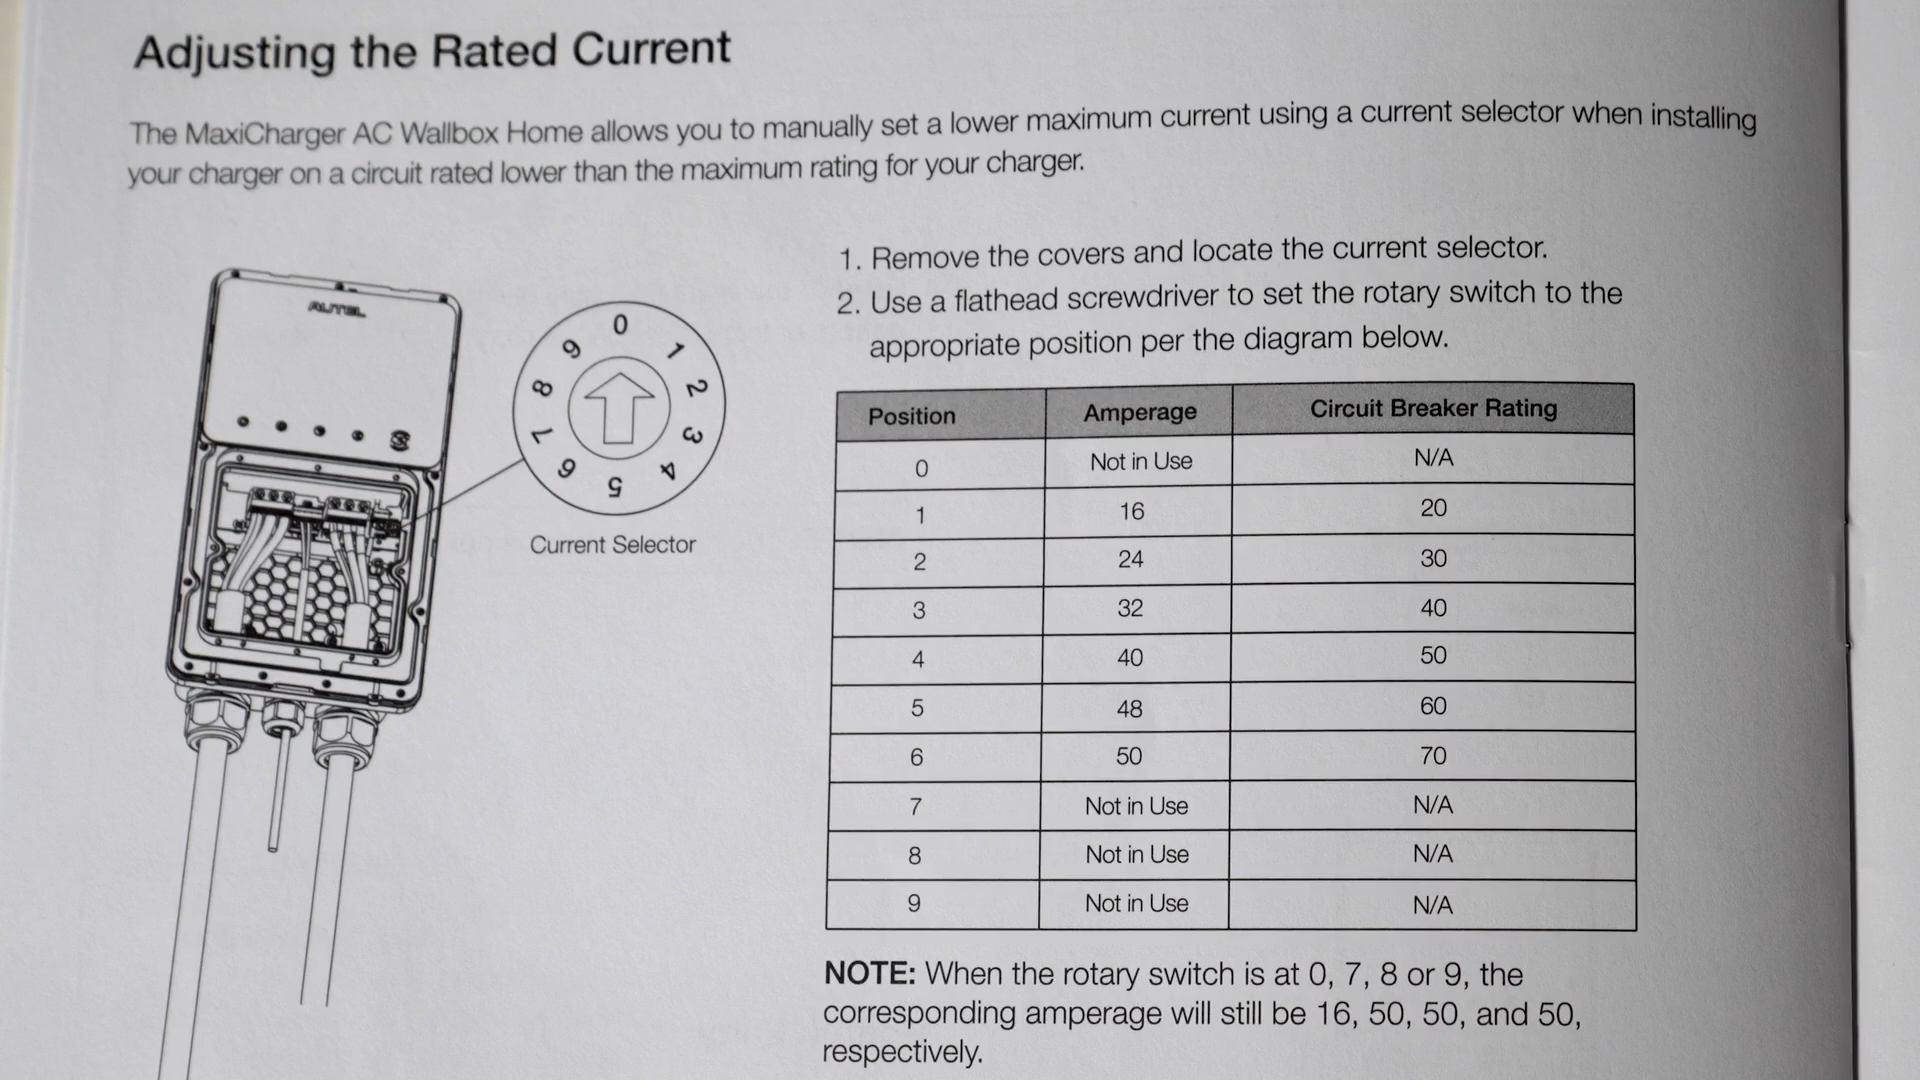 Adjusting the Rated Current
The MaxiCharger AC Wallbox Home allows you to manually set a lower maximum current using a current selector when installing
your charger on a circuit rated lower than the maximum rating for your charger.
AUTEL
0
1
2
3
4
5
6
7
8
9
Current Selector
1. Remove the covers and locate the current selector.
2. Use a flathead screwdriver to set the rotary switch to the
appropriate position per the diagram below.
Position Amperage Circuit Breaker Rating
0 Not in Use N/A
1 16 20
2 24 30
3 32 40
4 40 50
5 48 60
6 50 70
7 Not in Use N/A
8 Not in Use N/A
9 Not in Use N/A
NOTE: When the rotary switch is at 0, 7, 8 or 9, the
corresponding amperage will still be 16, 50, 50, and 50,
respectively.